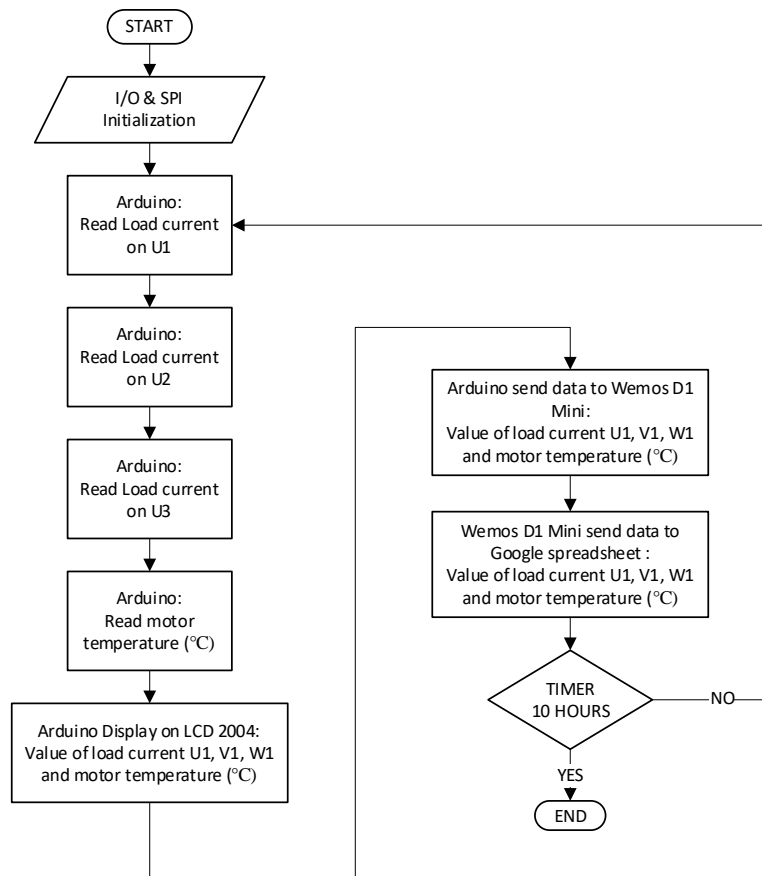 START
I/O & SPI
Initialization
Arduino:
Read Load current
on U1
Arduino:
Read Load current
on U2
Arduino:
Read Load current
on U3
Arduino:
Read motor
temperature (°C)
Arduino Display on LCD 2004:
Value of load current U1, V1, W1
and motor temperature (°C)
Arduino send data to Wemos D1
Mini:
Value of load current U1, V1, W1
and motor temperature (°C)
Wemos D1 Mini send data to
Google spreadsheet :
Value of load current U1, V1, W1
and motor temperature (°C)
TIMER
10 HOURS
NO
YES
END